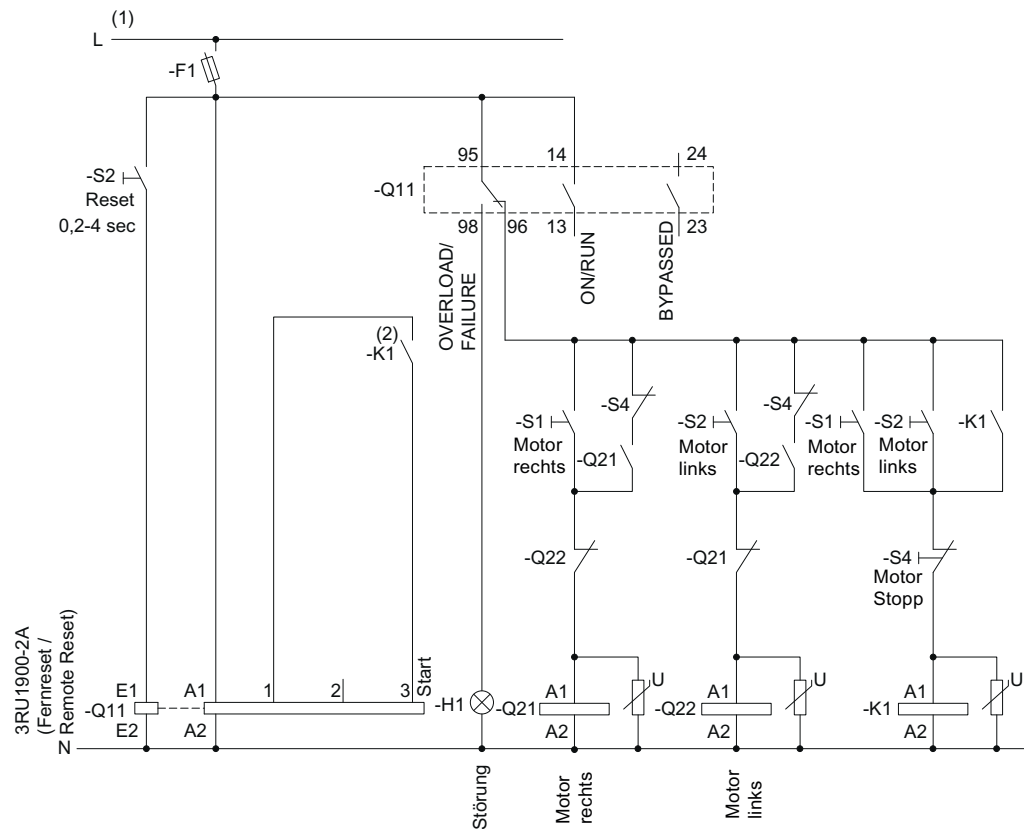 (1)
L
-F1
95
14
24
-S2
Reset
0,2-4 sec
-Q11
98
96
13
23
OVERLOAD/
FAILURE
ON/RUN
BYPASSED
(2)
-K1
-S1
Motor
rechts
-S4
-Q21
-S2
Motor
links
-S4
-Q22
-S1
Motor
rechts
-S2
Motor
links
-K1
-Q22
-Q21
-S4
Motor
Stopp
3RU1900-2A
(Fernreset /
Remote Reset)
E1
A1
1
2
3
Start
-Q11
E2
A2
-H1
-Q21
A1
A2
U
-Q22
A1
A2
U
-K1
A1
A2
U
N
Störung
Motor
rechts
Motor
links